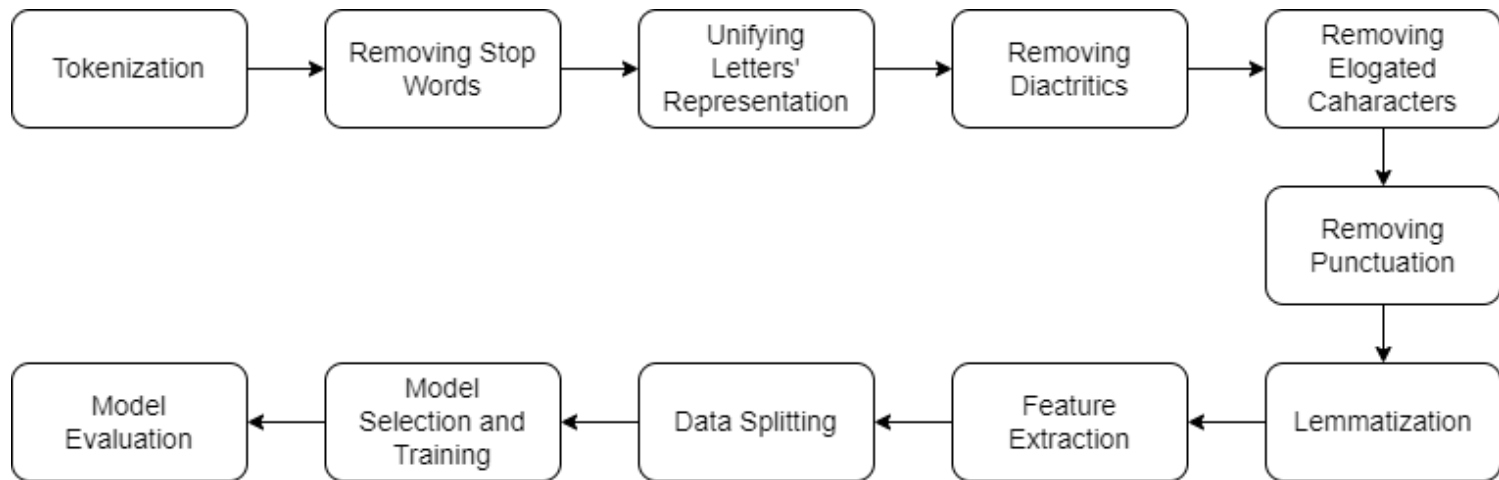 Tokenization
Removing Stop
Words
Unifying
Letters'
Representation
Removing
Diactritics
Removing
Elogated
Caharacters
Removing
Punctuation
Lemmatization
Feature
Extraction
Data Splitting
Model
Selection and
Training
Model
Evaluation